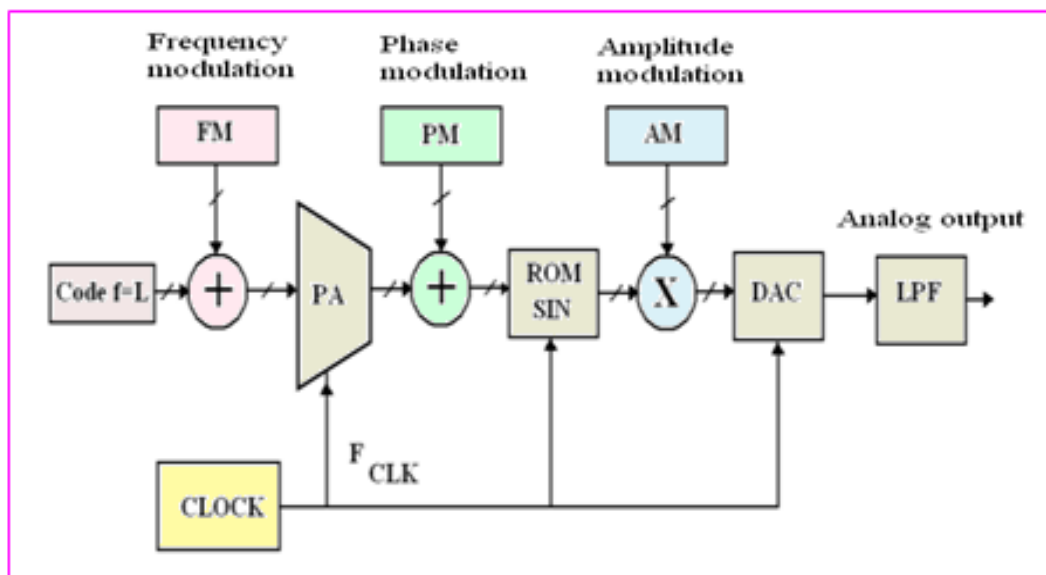 Frequency
modulation
Phase
modulation
Amplitude
modulation
FM
PM
AM
Analog output
Code f=L
+
PA
+
ROM
SIN
X
DAC
LPF
F CLK
CLOCK